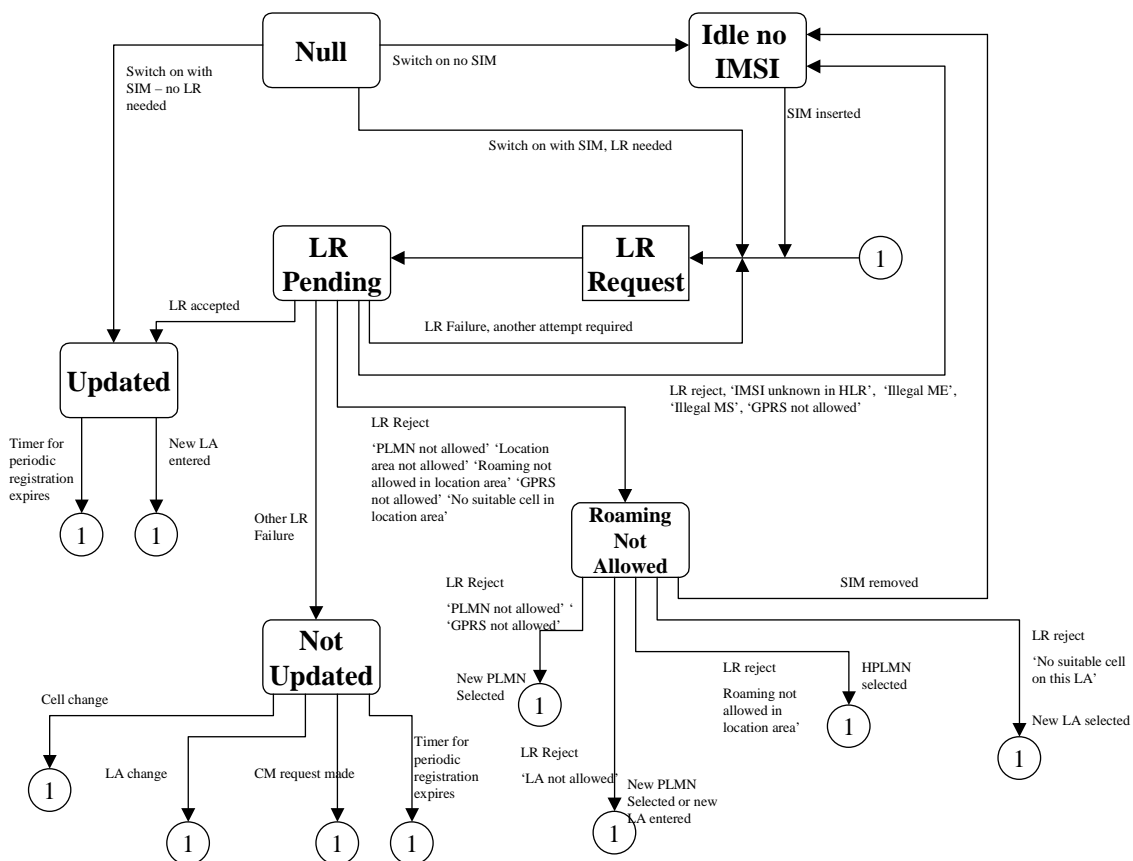 Null
Idle no
IMSI
Switch on with
SIM – no LR
needed
Switch on no SIM
SIM inserted
Switch on with SIM, LR needed
LR
Pending
LR
Request
1
LR accepted
LR Failure, another attempt required
Updated
LR reject, ‘IMSI unknown in HLR’, ‘Illegal ME’,
‘Illegal MS’, ‘GPRS not allowed’
LR Reject
‘PLMN not allowed’ ‘Location
area not allowed’ ‘Roaming not
allowed in location area’ ‘GPRS
not allowed’ ‘No suitable cell in
location area’
Timer for
periodic
registration
expires
New LA
entered
1
1
Other LR
Failure
Roaming
Not
Allowed
SIM removed
LR Reject
‘PLMN not allowed’ ‘
‘GPRS not allowed’
New PLMN
Selected
1
LR reject
Roaming not
allowed in
location area’
HPLMN
selected
1
LR reject
‘No suitable cell
on this LA’
New LA selected
1
Not
Updated
Cell change
1
LA change
1
CM request made
1
Timer for
periodic
registration
expires
1
LR Reject
‘LA not allowed’
New PLMN
Selected or new
LA entered
1